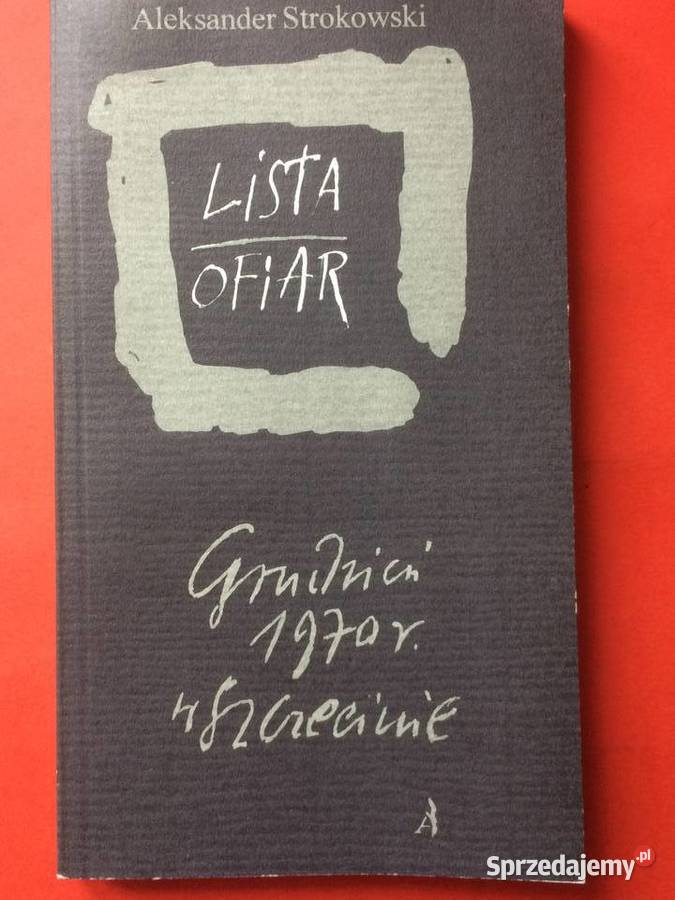 Aleksander Strokowski
LiSTA
OFiAR
Grudzień
1970 r.
w Szczecinie
A
Sprzedajemy.pl